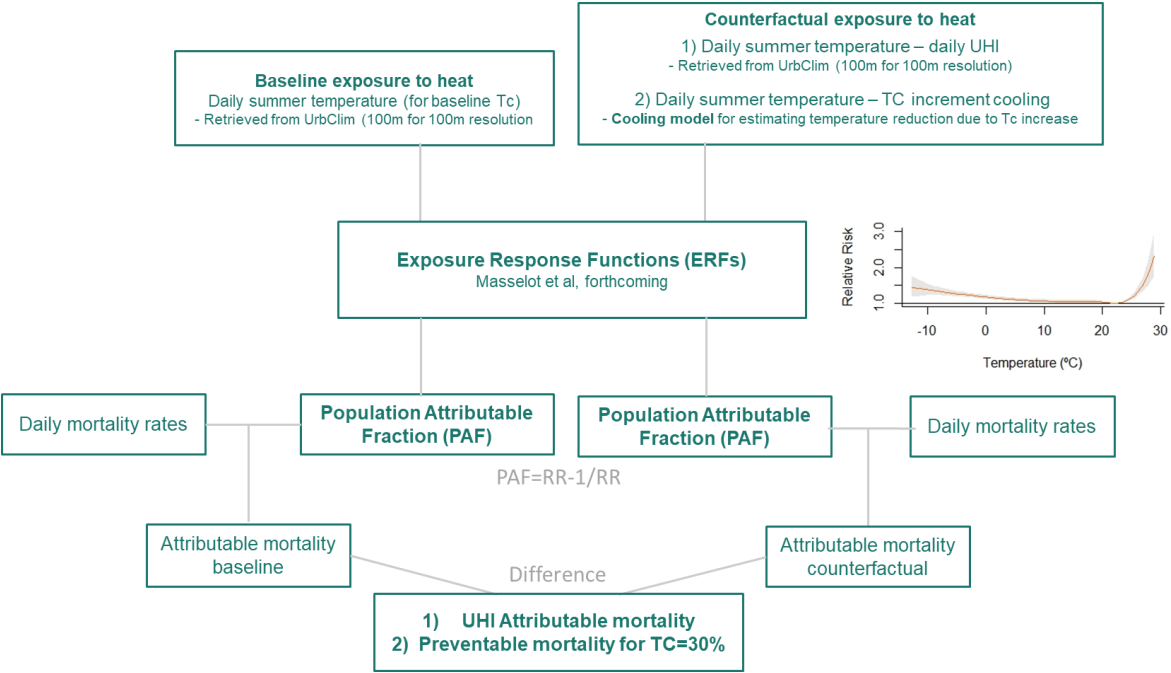 Counterfactual exposure to heat
1) Daily summer temperature – daily UHI
- Retrieved from UrbClim (100m for 100m resolution)
2) Daily summer temperature – TC increment cooling
- Cooling model for estimating temperature reduction due to Tc increase
Baseline exposure to heat
Daily summer temperature (for baseline Tc)
- Retrieved from UrbClim (100m for 100m resolution
Exposure Response Functions (ERFs)
Masselot et al, forthcoming
Relative Risk
3.0
2.0
1.0
-10 0 10 20 30
Temperature (ºC)
Daily mortality rates
Population Attributable
Fraction (PAF)
Population Attributable
Fraction (PAF)
Daily mortality rates
PAF=RR-1/RR
Attributable mortality
baseline
Attributable mortality
counterfactual
Difference
1) UHI Attributable mortality
2) Preventable mortality for TC=30%